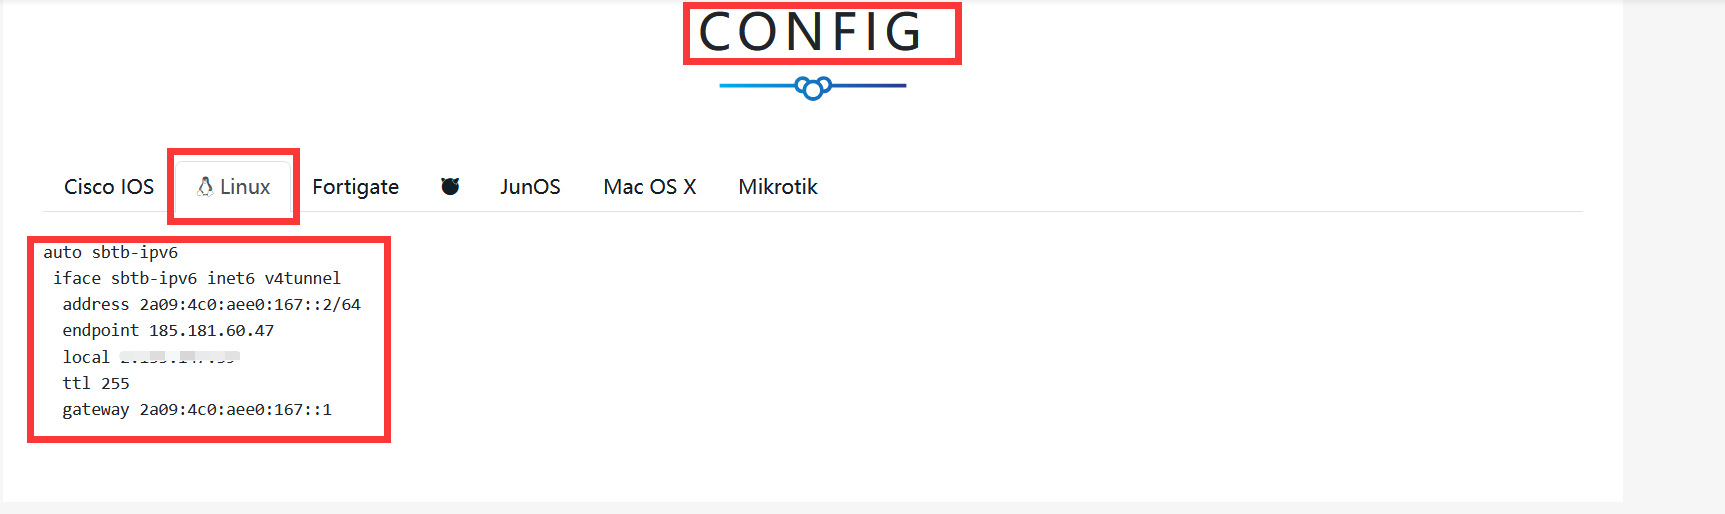 CONFIG
Cisco IOS Linux Fortigate JunOS Mac OS X Mikrotik
auto sbtb-ipv6
iface sbtb-ipv6 inet6 v4tunnel
address 2a09:4c0:aee0:167::2/64
endpoint 185.181.60.47
local
ttl 255
gateway 2a09:4c0:aee0:167::1